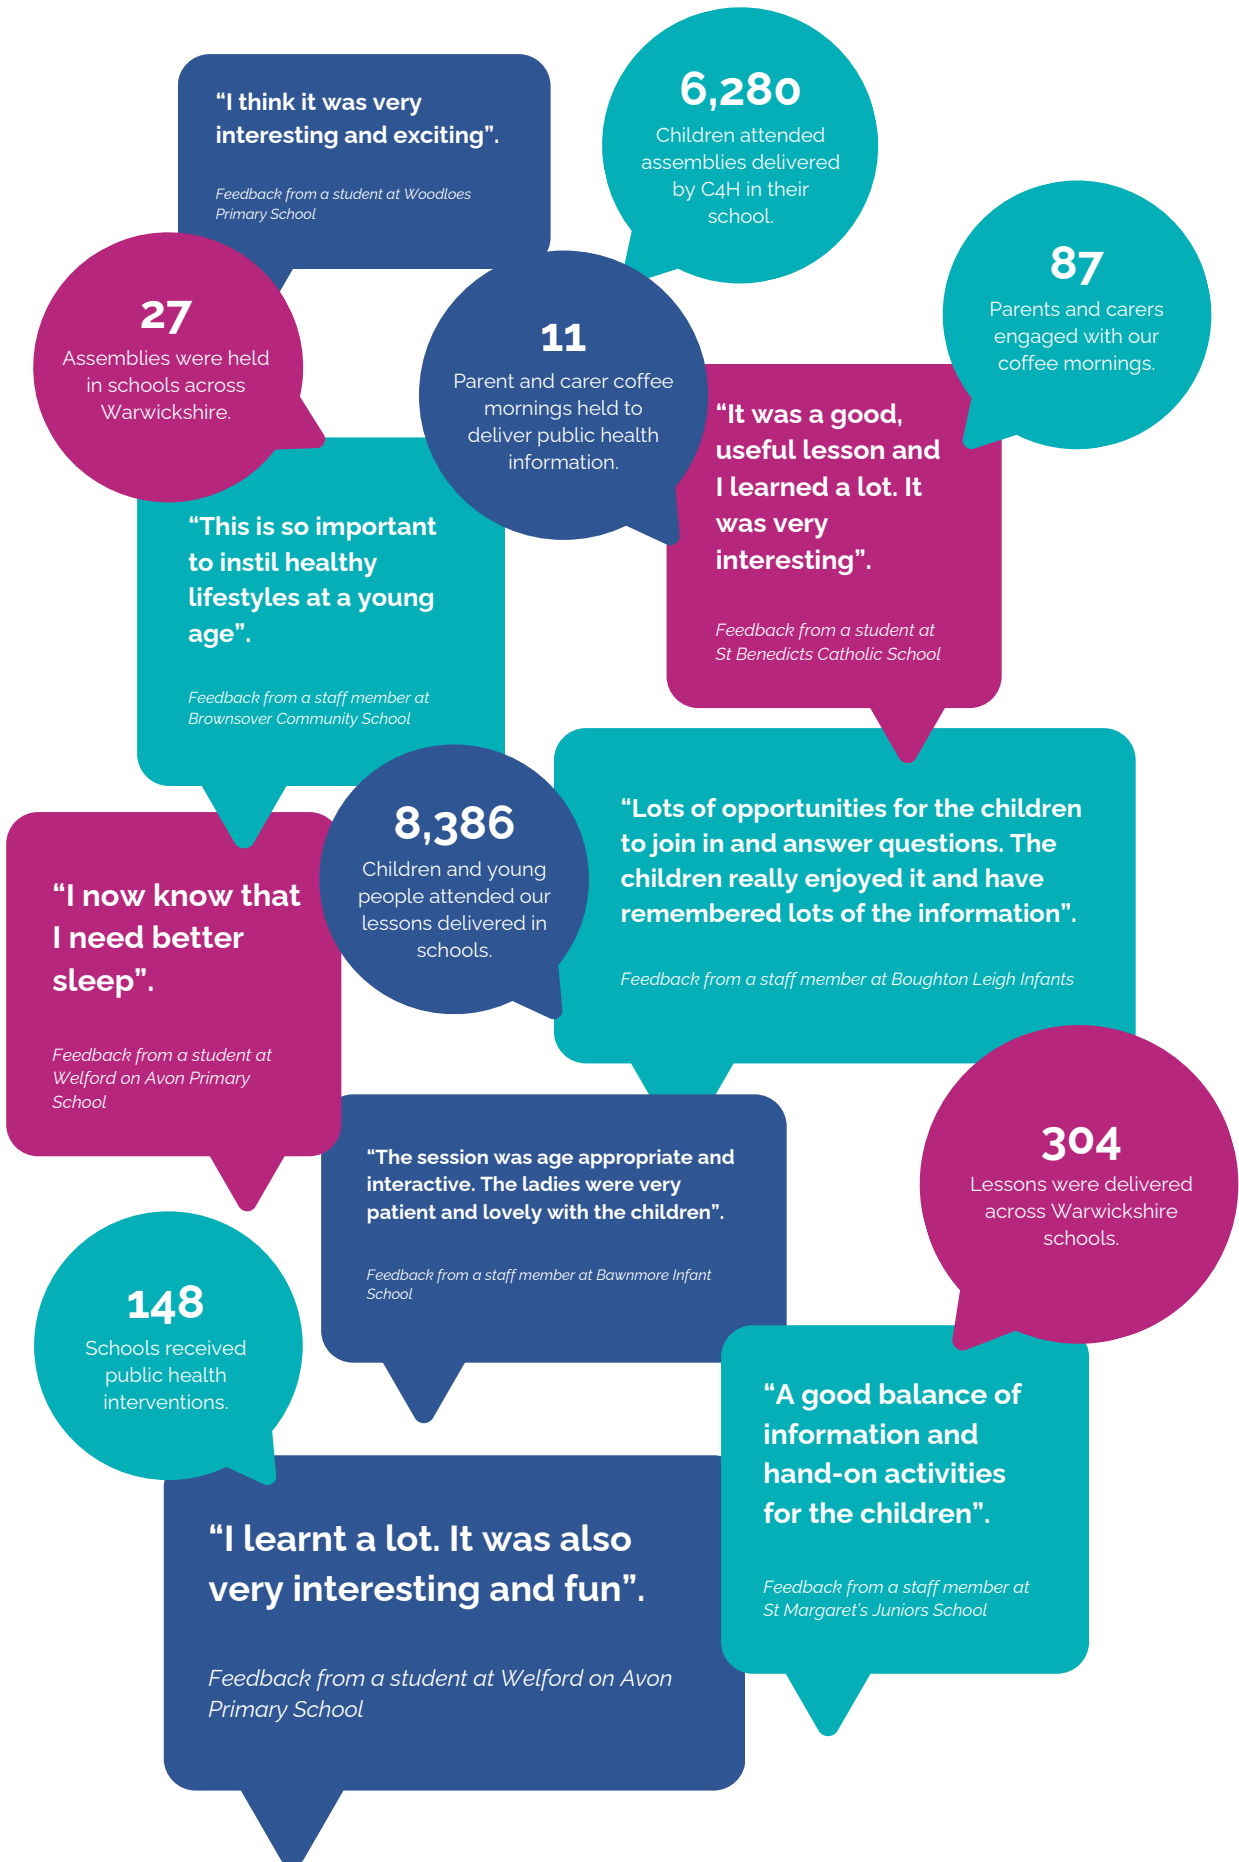 “I think it was very
interesting and exciting”.
Feedback from a student at Woodloes
Primary School
6,280
Children attended
assemblies delivered
by C4H in their
school.
87
Parents and carers
engaged with our
coffee mornings.
27
Assemblies were held
in schools across
Warwickshire.
11
Parent and carer coffee
mornings held to
deliver public health
information.
“It was a good,
useful lesson and
I learned a lot. It
was very
interesting”.
Feedback from a student at
St Benedicts Catholic School
“This is so important
to instil healthy
lifestyles at a young
age”.
Feedback from a staff member at
Brownsover Community School
8,386
Children and young
people attended our
lessons delivered in
schools.
“Lots of opportunities for the children
to join in and answer questions. The
children really enjoyed it and have
remembered lots of the information”.
Feedback from a staff member at Boughton Leigh Infants
“I now know that
I need better
sleep”.
Feedback from a student at
Welford on Avon Primary
School
“The session was age appropriate and
interactive. The ladies were very
patient and lovely with the children”.
Feedback from a staff member at Bawnmore Infant
School
304
Lessons were delivered
across Warwickshire
schools.
148
Schools received
public health
interventions.
“A good balance of
information and
hand-on activities
for the children”.
Feedback from a staff member at
St Margaret’s Juniors School
“I learnt a lot. It was also
very interesting and fun”.
Feedback from a student at Welford on Avon
Primary School